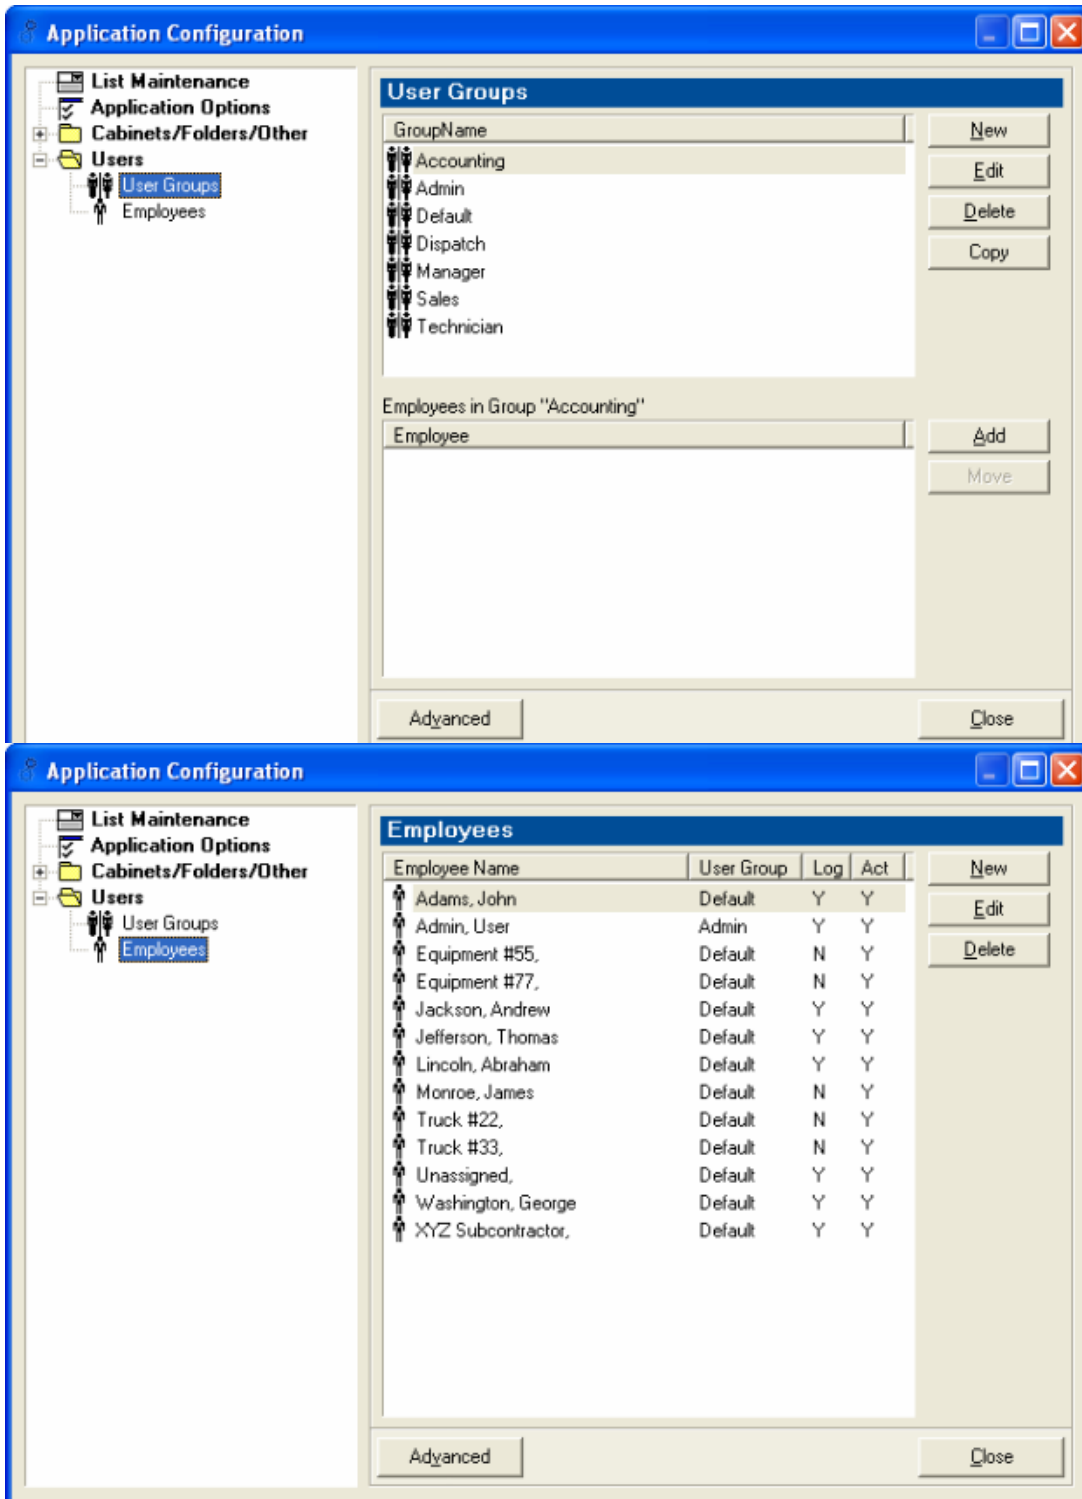 Application Configuration
List Maintenance
Application Options
Cabinets/Folders/Other
Users
User Groups
Employees
User Groups
GroupName
Accounting
Admin
Default
Dispatch
Manager
Sales
Technician
New
Edit
Delete
Copy
Employees in Group "Accounting"
Employee
Add
Move
Advanced
Close
Application Configuration
List Maintenance
Application Options
Cabinets/Folders/Other
Users
User Groups
Employees
Employees
Employee Name User Group Log Act
Adams, John Default Y Y
Admin, User Admin Y Y
Equipment #55, Default N Y
Equipment #77, Default N Y
Jackson, Andrew Default Y Y
Jefferson, Thomas Default Y Y
Lincoln, Abraham Default Y Y
Monroe, James Default N Y
Truck #22, Default N Y
Truck #33, Default N Y
Unassigned, Default Y Y
Washington, George Default Y Y
XYZ Subcontractor, Default Y Y
New
Edit
Delete
Advanced
Close